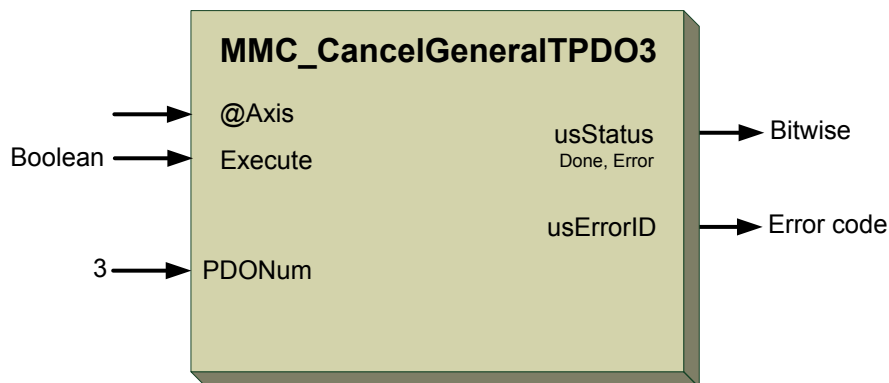 MMC_CancelGeneralTPDO3
@Axis
usStatus
Bitwise
Boolean
Execute
Done, Error
usErrorID
Error code
3
PDONum